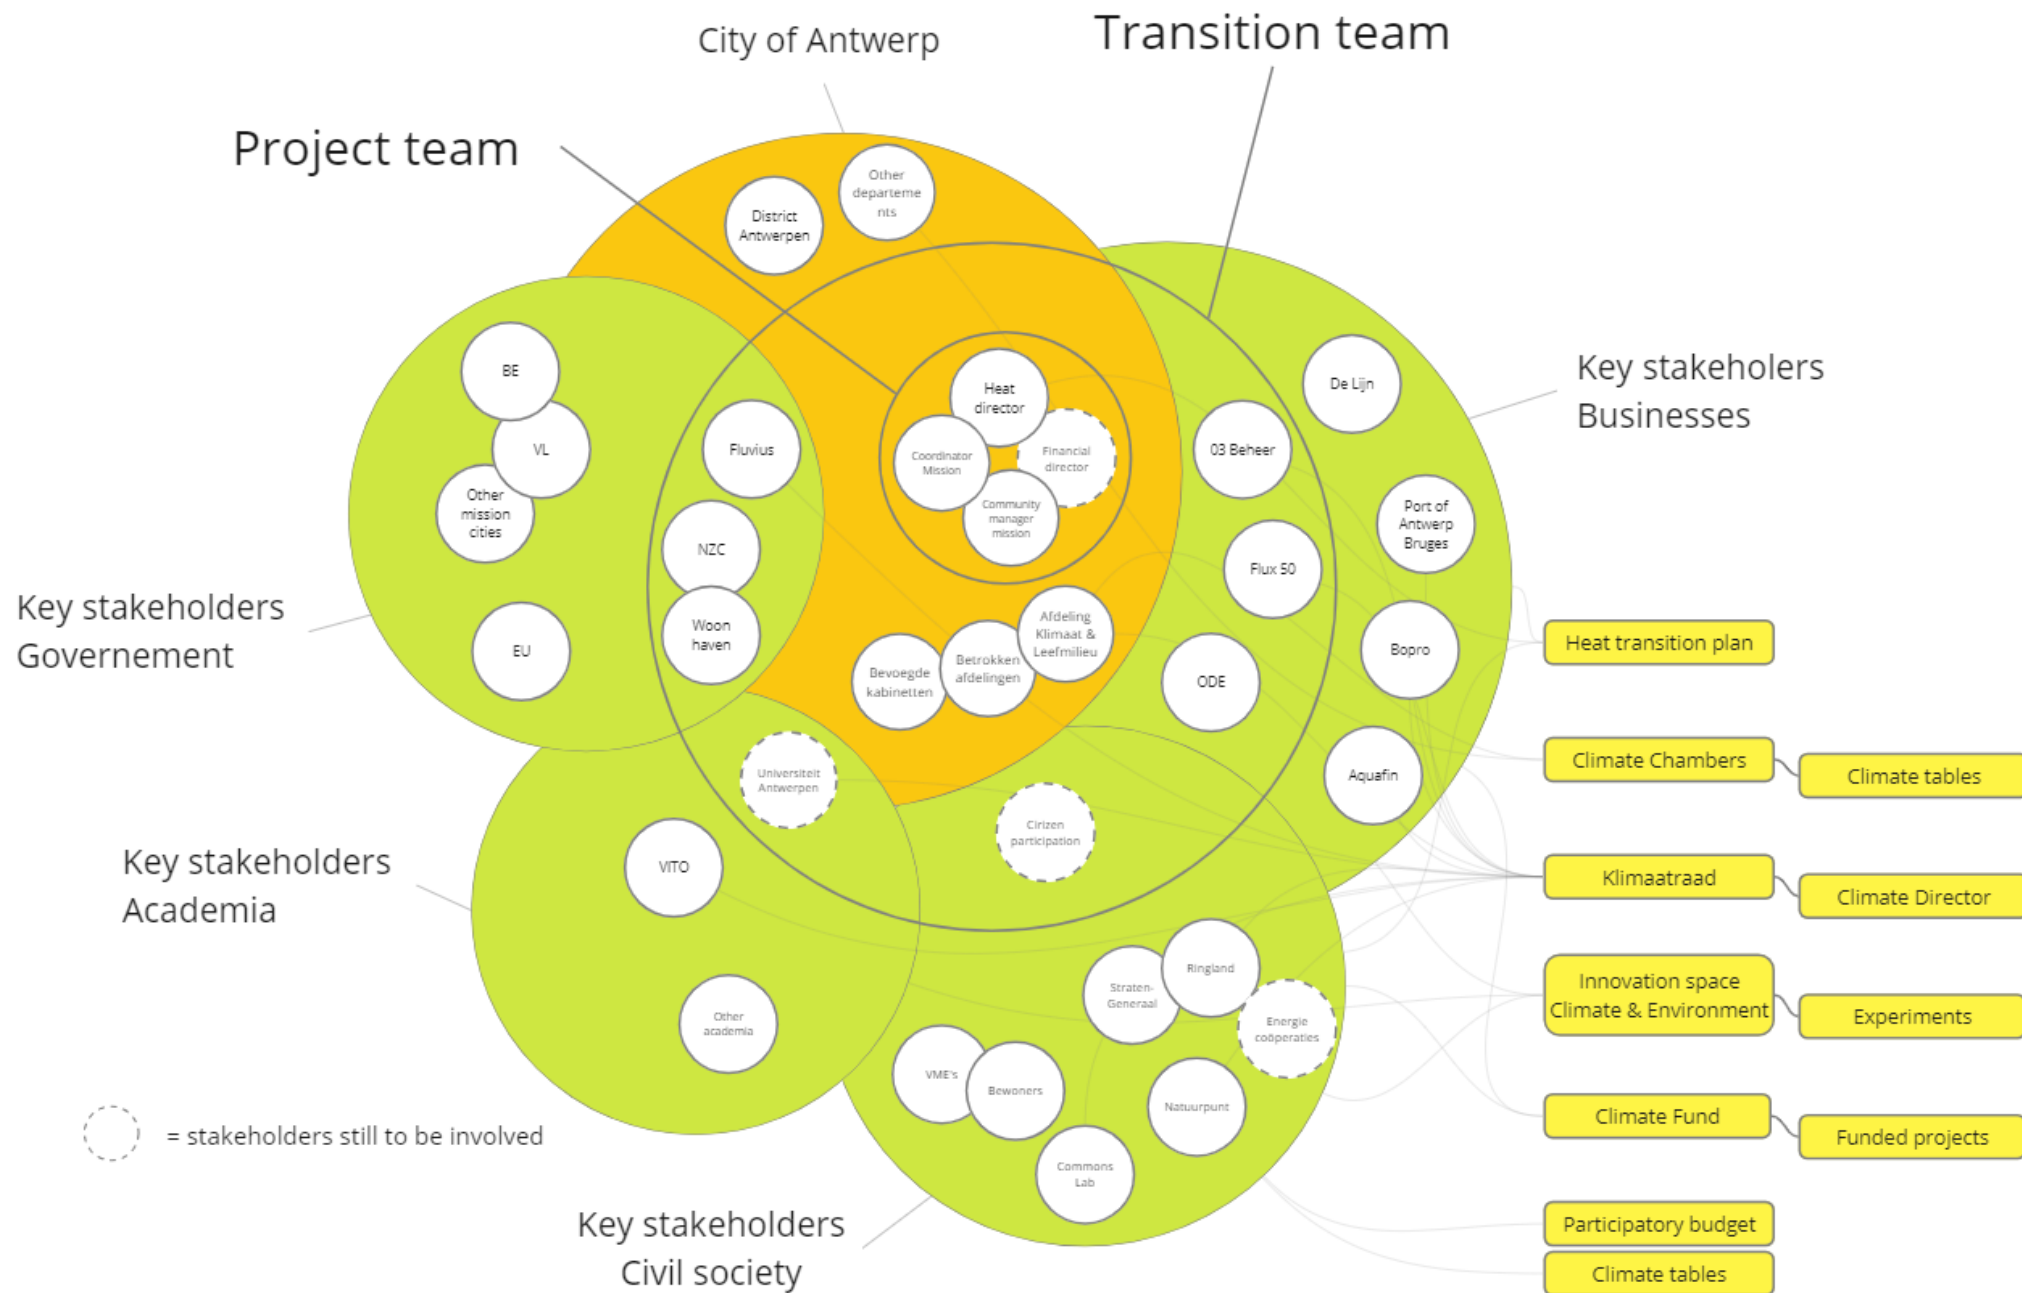 City of Antwerp
Transition team
Project team
Other
departeme
nts
District
Antwerpen
Key stakeholers
Businesses
Key stakeholders
Governement
BE
VL
Other
mission
cities
EU
Fluvius
NZC
Woon
haven
Heat
director
Coordinator
Mission
Financial
director
Community
manager
mission
Afdeling
Klimaat &
Leefmilieu
Betrokken
afdelingen
Bevoegde
kabinetten
De Lijn
03 Beheer
Port of
Antwerp
Bruges
Flux 50
Bopro
ODE
Aquafin
Key stakeholders
Academia
Universiteit
Antwerpen
VITO
Other
academia
Cirizen
participation
Straten-
Generaal
Ringland
Energie
coöperaties
VME's
Bewoners
Natuurpunt
Commons
Lab
Key stakeholders
Civil society
= stakeholders still to be involved
Heat transition plan
Climate Chambers
Climate tables
Klimaatraad
Climate Director
Innovation space
Climate & Environment
Experiments
Climate Fund
Funded projects
Participatory budget
Climate tables